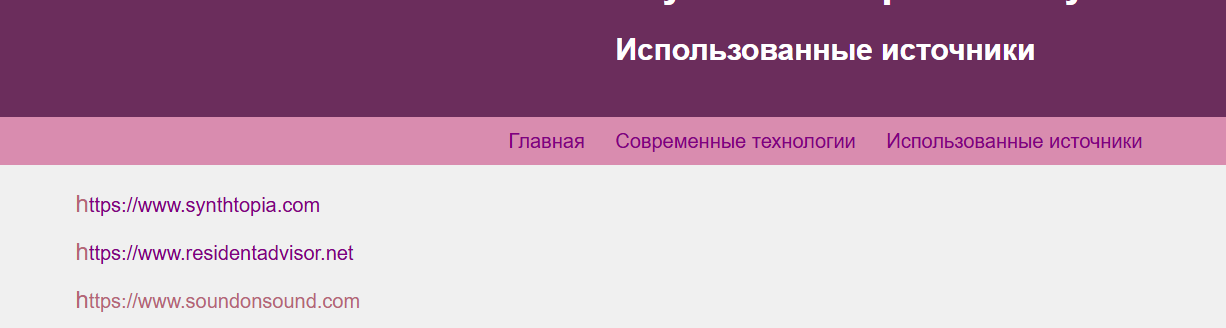 Использованные источники
Главная Современные технологии Использованные источники
https://www.synthtopia.com
https://www.residentadvisor.net
https://www.soundonsound.com